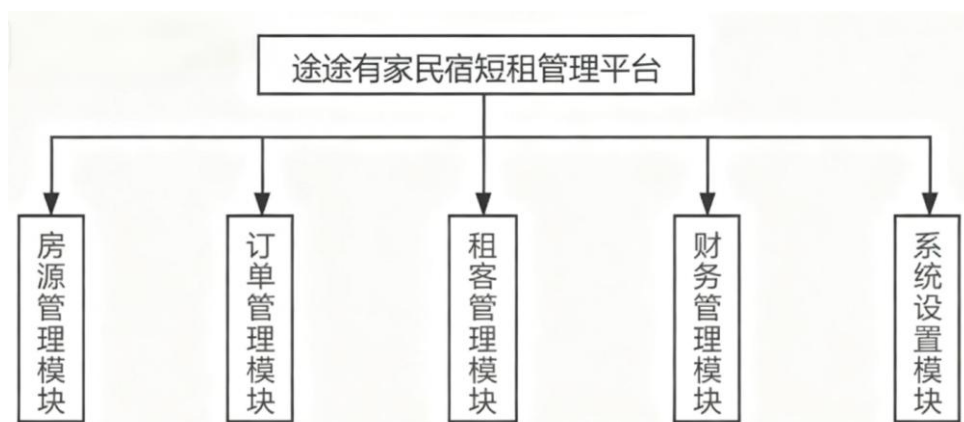 途途有家民宿短租管理平台
房源管理模块
订单管理模块
租客管理模块
财务管理模块
系统设置模块